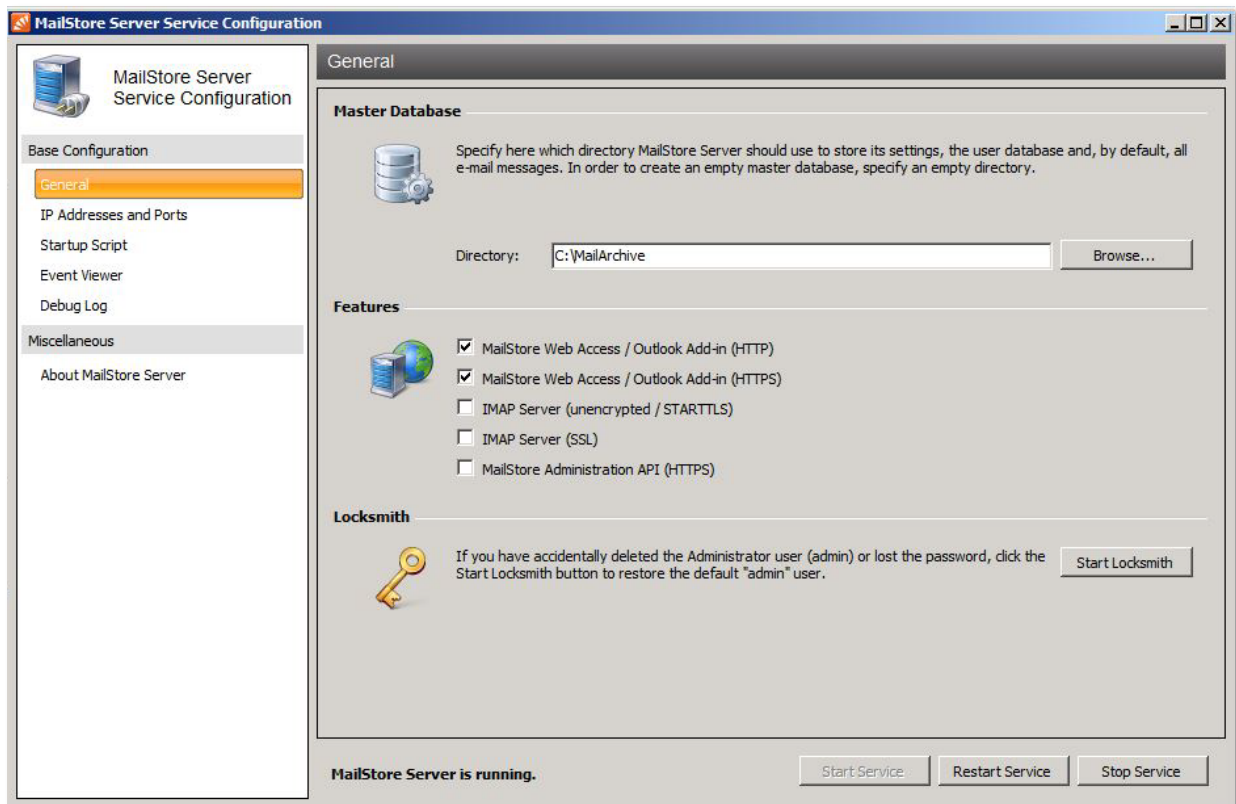 MailStore Server Service Configuration
MailStore Server
Service Configuration
Base Configuration
General
IP Addresses and Ports
Startup Script
Event Viewer
Debug Log
Miscellaneous
About MailStore Server
General
Master Database
Specify here which directory MailStore Server should use to store its settings, the user database and, by default, all
e-mail messages. In order to create an empty master database, specify an empty directory.
Directory:
C:\MailArchive
Browse...
Features
MailStore Web Access / Outlook Add-in (HTTP)
MailStore Web Access / Outlook Add-in (HTTPS)
IMAP Server (unencrypted / STARTTLS)
IMAP Server (SSL)
MailStore Administration API (HTTPS)
Locksmith
If you have accidentally deleted the Administrator user (admin) or lost the password, click the
Start Locksmith button to restore the default "admin" user.
Start Locksmith
MailStore Server is running.
Start Service
Restart Service
Stop Service